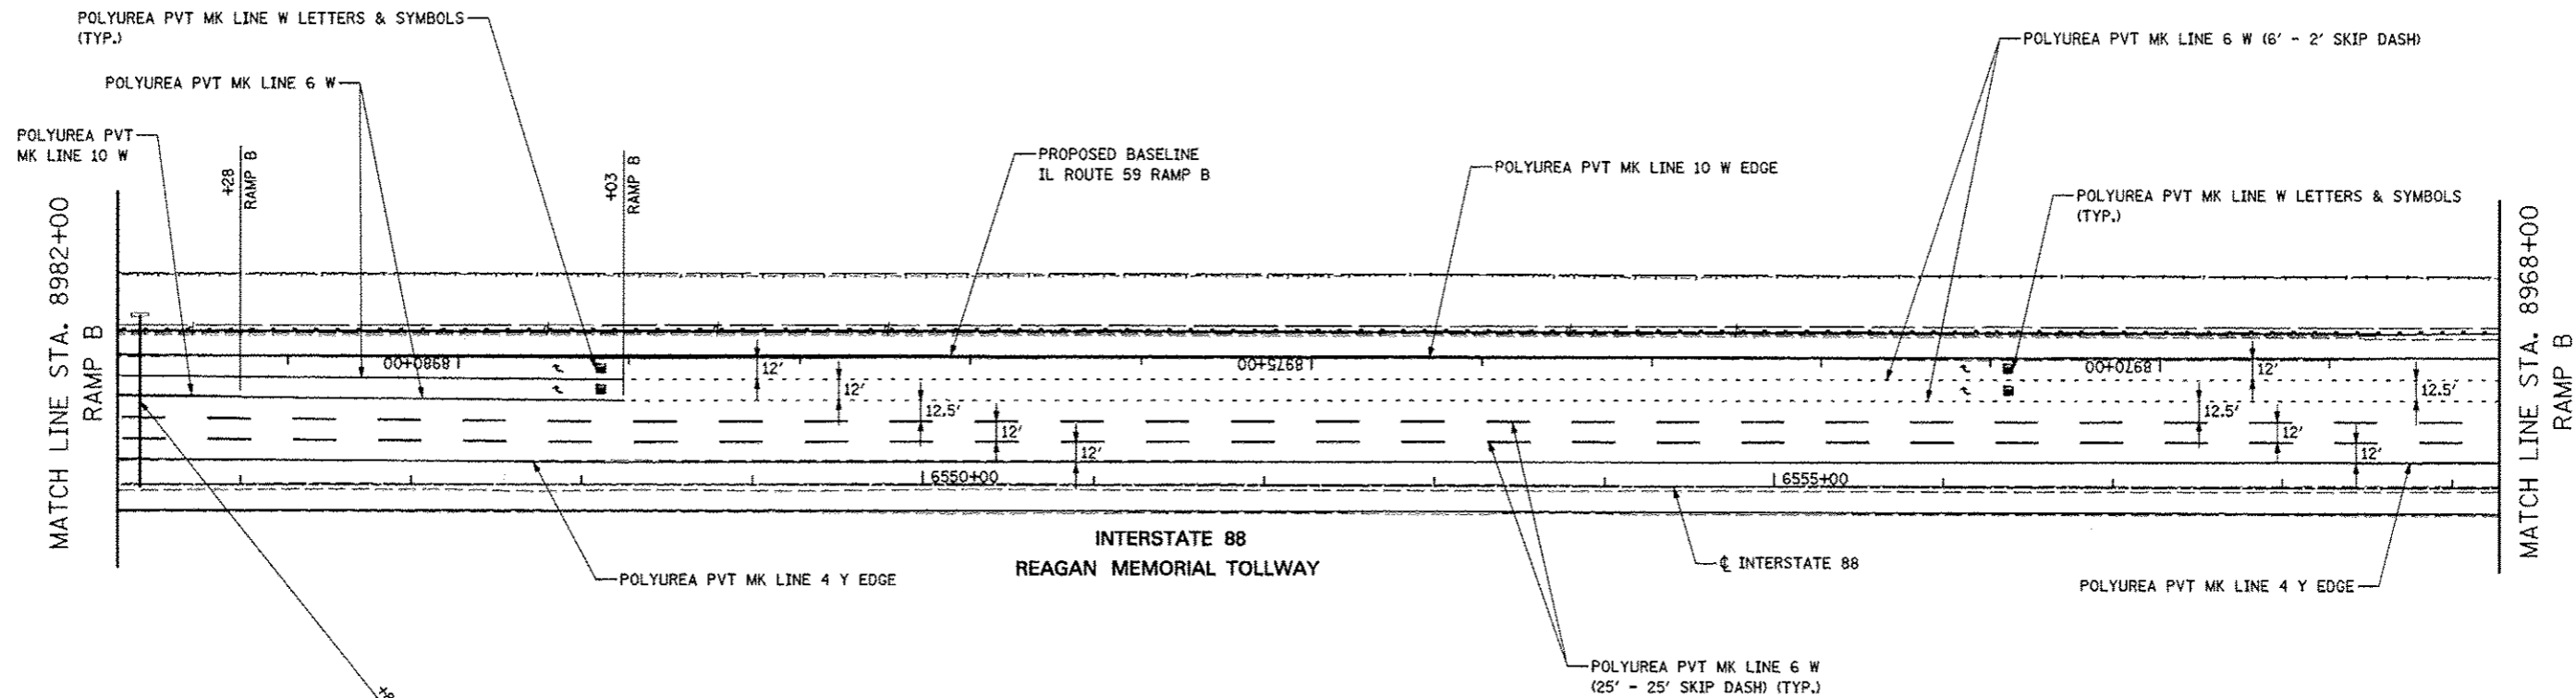 POLYUREA PVT MK LINE W LETTERS & SYMBOLS
(TYP.)
POLYUREA PVT MK LINE 6 W (6' - 2' SKIP DASH)
POLYUREA PVT MK LINE 6 W
POLYUREA PVT
MK LINE 10 W
+28
RAMP B
+03
RAMP B
PROPOSED BASELINE
IL ROUTE 59 RAMP B
POLYUREA PVT MK LINE 10 W EDGE
POLYUREA PVT MK LINE W LETTERS & SYMBOLS
(TYP.)
MATCH LINE STA. 8982+00
RAMP B
MATCH LINE STA. 8968+00
RAMP B
8980+00
8975+00
8970+00
12'
12'
12.5'
12'
12'
12'
12.5'
12.5'
12'
12'
6550+00
6555+00
INTERSTATE 88
REAGAN MEMORIAL TOLLWAY
℄ INTERSTATE 88
POLYUREA PVT MK LINE 4 Y EDGE
POLYUREA PVT MK LINE 4 Y EDGE
POLYUREA PVT MK LINE 6 W
(25' - 25' SKIP DASH) (TYP.)